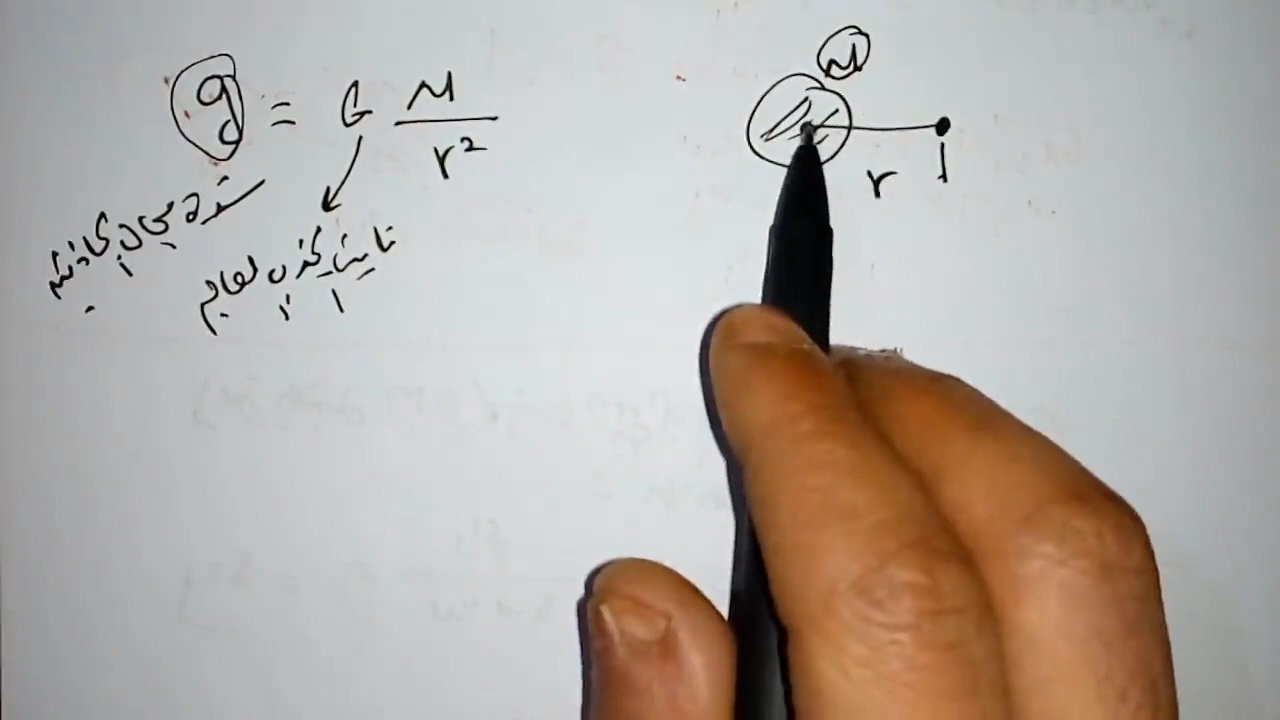 g = G M / r²
M
r
شدة مجال الجاذبية
ثابت الجذب العام